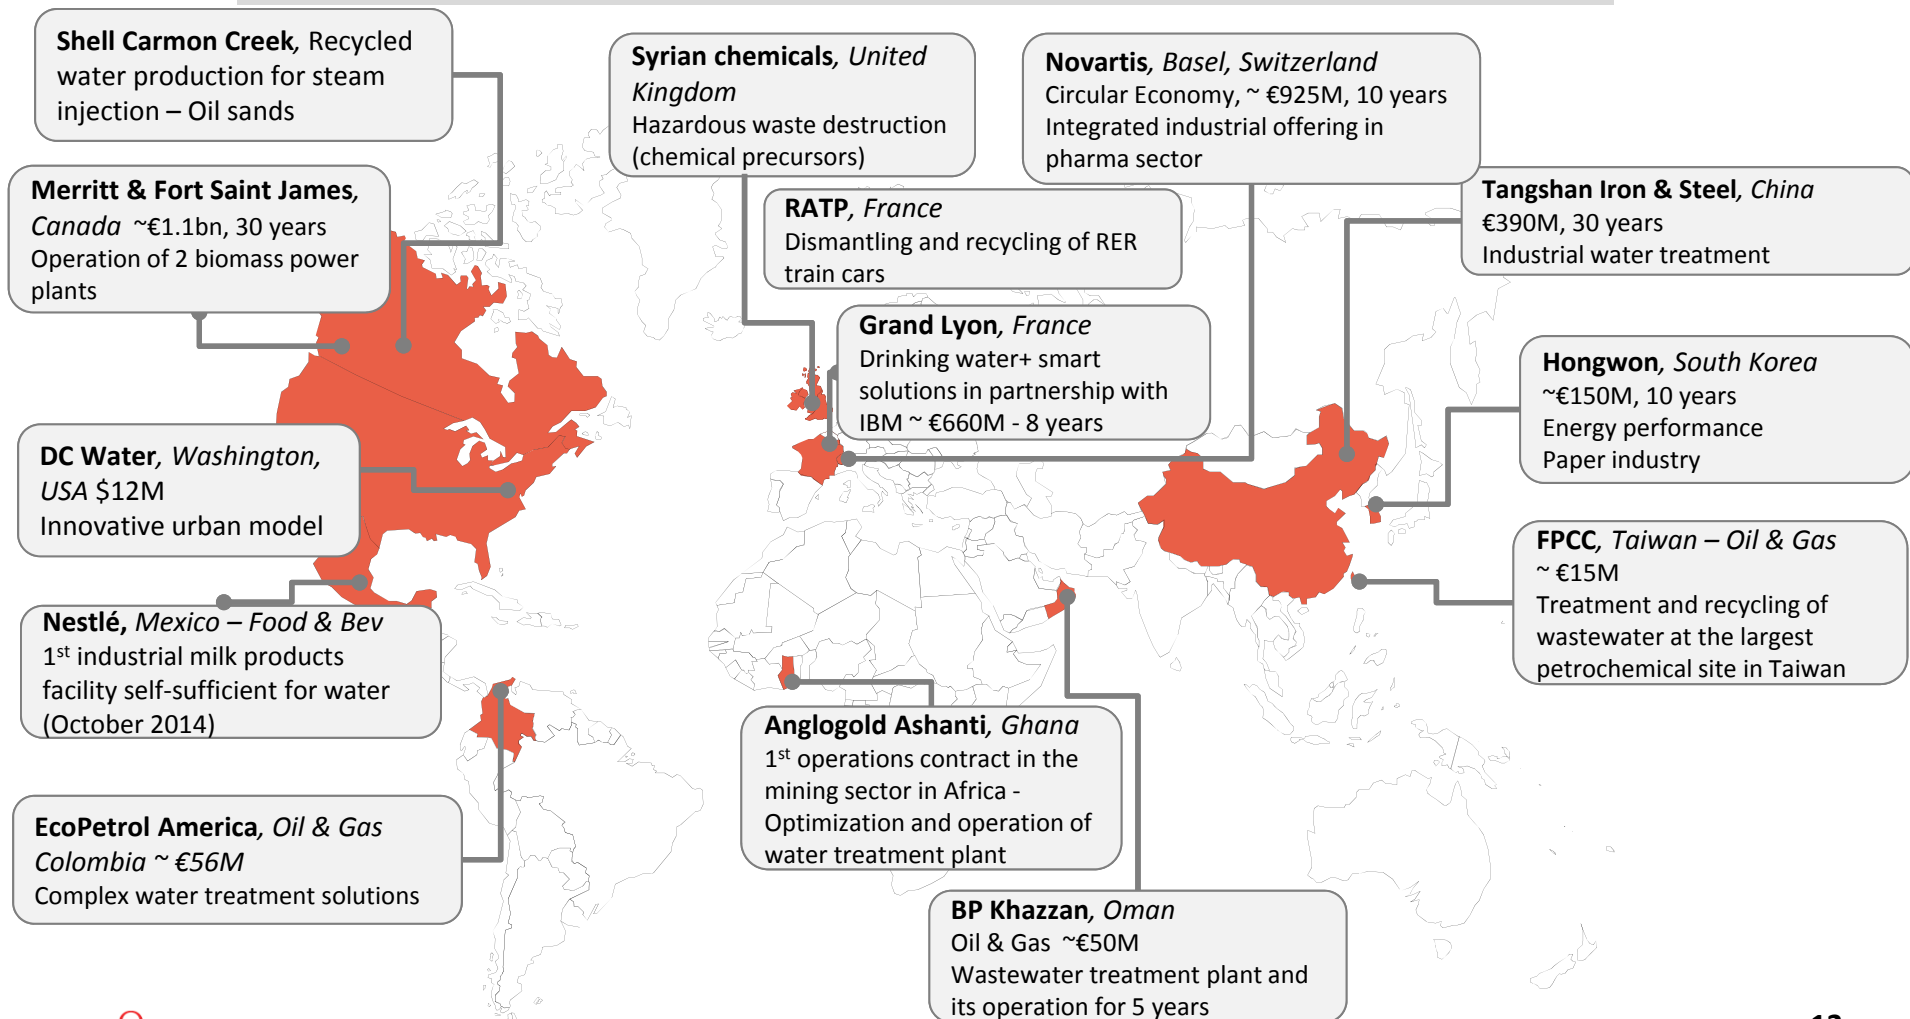 Shell Carmon Creek, Recycled
water production for steam
injection – Oil sands
Merritt & Fort Saint James,
Canada ~€1.1bn, 30 years
Operation of 2 biomass power
plants
DC Water, Washington,
USA $12M
Innovative urban model
Nestlé, Mexico – Food & Bev
1st industrial milk products
facility self-sufficient for water
(October 2014)
EcoPetrol America, Oil & Gas
Colombia ~ €56M
Complex water treatment solutions
Syrian chemicals, United
Kingdom
Hazardous waste destruction
(chemical precursors)
RATP, France
Dismantling and recycling of RER
train cars
Grand Lyon, France
Drinking water+ smart
solutions in partnership with
IBM ~ €660M - 8 years
Novartis, Basel, Switzerland
Circular Economy, ~ €925M, 10 years
Integrated industrial offering in
pharma sector
Tangshan Iron & Steel, China
€390M, 30 years
Industrial water treatment
Hongwon, South Korea
~€150M, 10 years
Energy performance
Paper industry
FPCC, Taiwan – Oil & Gas
~ €15M
Treatment and recycling of
wastewater at the largest
petrochemical site in Taiwan
Anglogold Ashanti, Ghana
1st operations contract in the
mining sector in Africa -
Optimization and operation of
water treatment plant
BP Khazzan, Oman
Oil & Gas ~€50M
Wastewater treatment plant and
its operation for 5 years